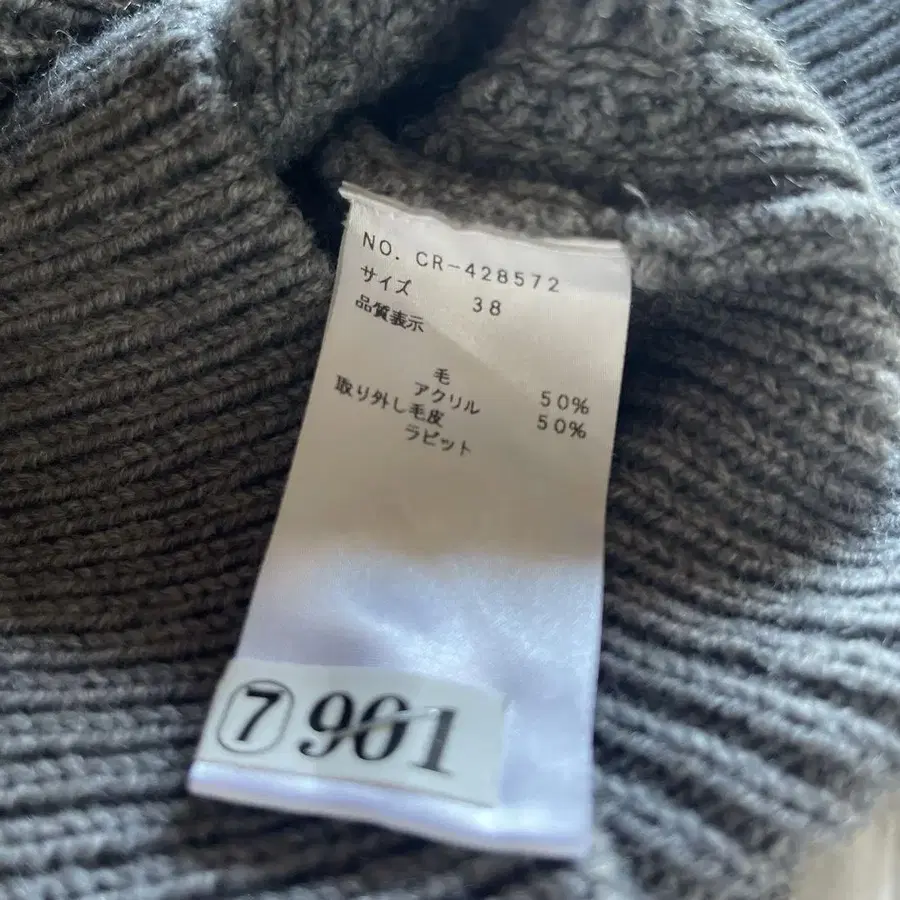 NO. CR-428572
サイズ 38
品質表示
毛 50%
アクリル 50%
取り外し毛皮
ラビット
⑦901